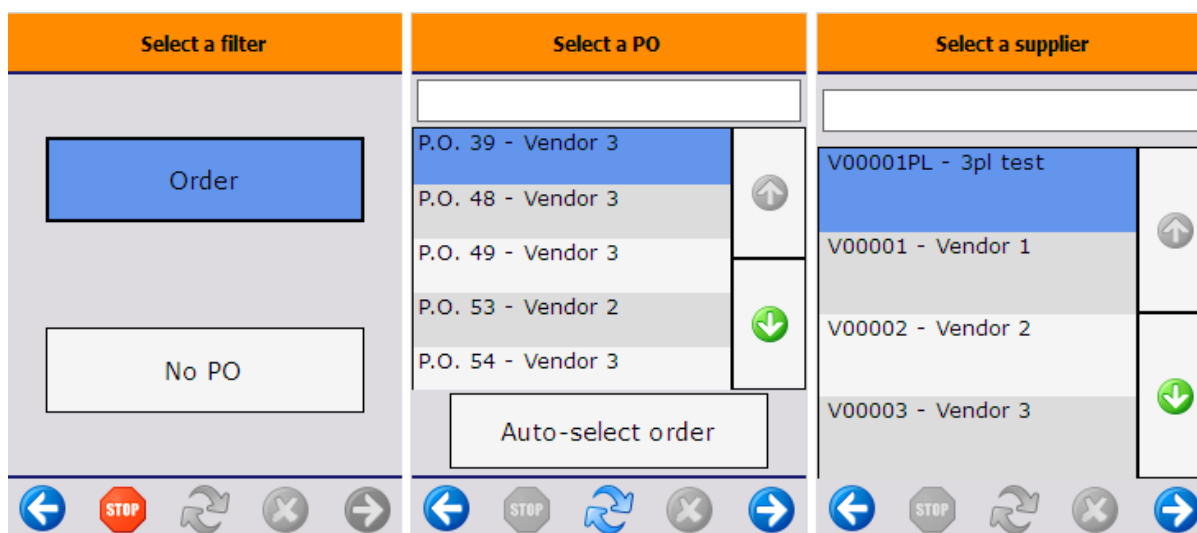 Select a filter
Order
No PO
STOP
Select a PO
P.O. 39 - Vendor 3
P.O. 48 - Vendor 3
P.O. 49 - Vendor 3
P.O. 53 - Vendor 2
P.O. 54 - Vendor 3
Auto-select order
STOP
Select a supplier
V00001PL - 3pl test
V00001 - Vendor 1
V00002 - Vendor 2
V00003 - Vendor 3
STOP